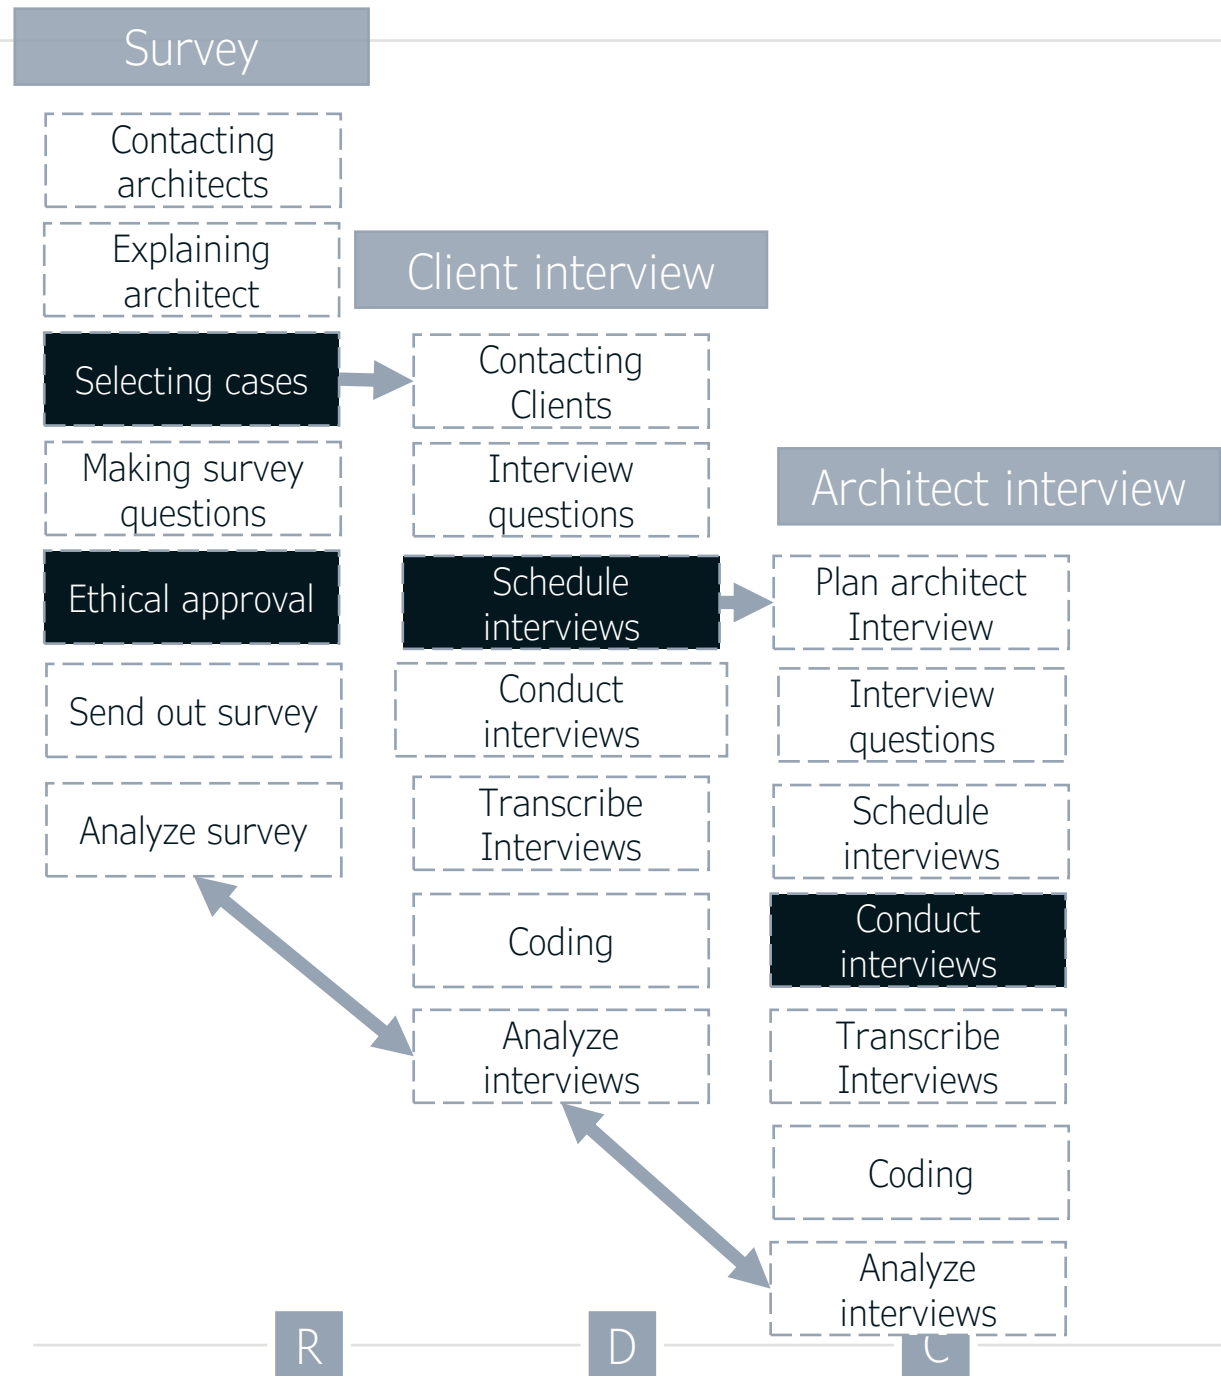 Survey
Contacting
architects
Explaining
architect
Selecting cases
Making survey
questions
Ethical approval
Send out survey
Analyze survey
Client interview
Contacting
Clients
Interview
questions
Schedule
interviews
Conduct
interviews
Transcribe
Interviews
Coding
Analyze
interviews
Architect interview
Plan architect
Interview
Interview
questions
Schedule
interviews
Conduct
interviews
Transcribe
Interviews
Coding
Analyze
interviews
R
D
C